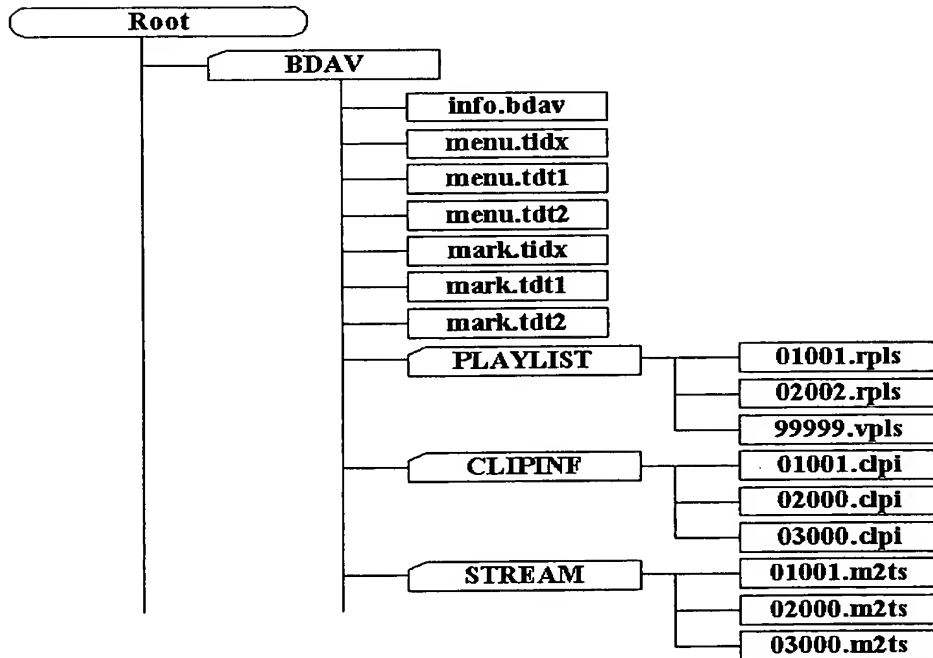 Root
BDAV
info.bdav
menu.tidx
menu.tdt1
menu.tdt2
mark.tidx
mark.tdt1
mark.tdt2
PLAYLIST
01001.rpls
02002.rpls
99999.vpls
CLIPINF
01001.clpi
02000.clpi
03000.clpi
STREAM
01001.m2ts
02000.m2ts
03000.m2ts